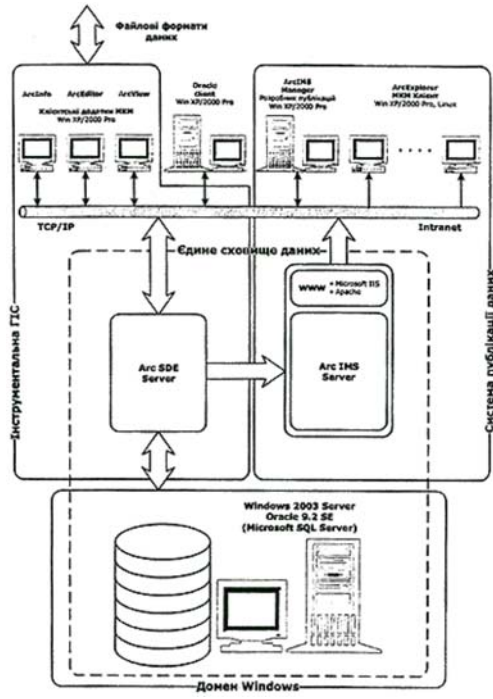 Файлові формати
даних
ArcInfo ArcEditor ArcView
Клієнтські додатки МКМ
Win XP/2000 Pro
Oracle
client
Win XP/2000 Pro
ArcIMS
Manager
Розробник публікацій
Win XP/2000 Pro
ArcExplorer
МКМ Клієнт
Win XP/2000 Pro, Linux
TCP/IP
Intranet
Єдине сховище даних
www
• Microsoft IIS
• Apache
Arc SDE
Server
Arc IMS
Server
Інструментальна ГІС
Система публікації даних
Windows 2003 Server
Oracle 9.2 SE
(Microsoft SQL Server)
Домен Windows